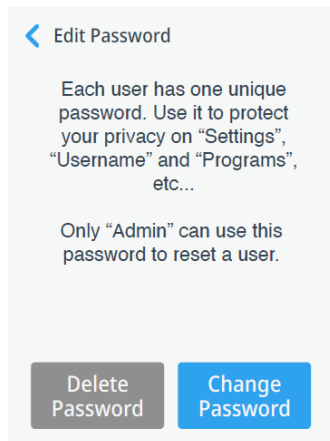 Edit Password
Each user has one unique
password. Use it to protect
your privacy on “Settings”,
“Username” and “Programs”,
etc...
Only “Admin” can use this
password to reset a user.
Delete
Password
Change
Password